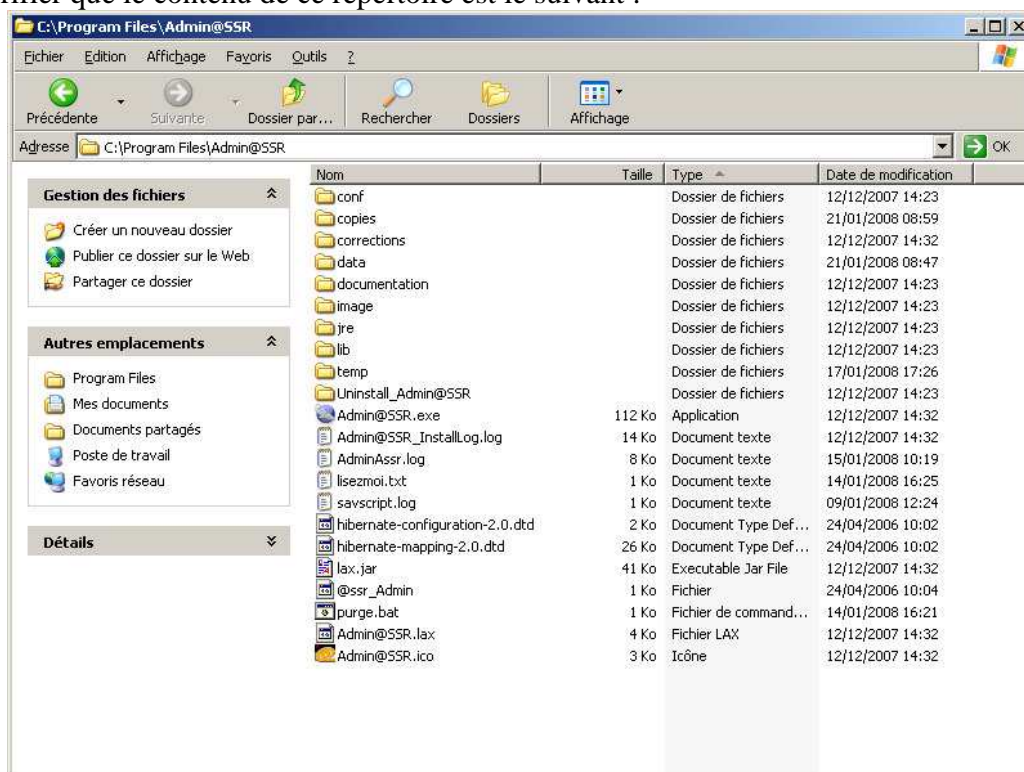 rifier que le contenu de ce répertoire est le suivant :
C:\Program Files\Admin@SSR
Fichier Edition Affichage Favoris Outils ?
Précédente Suivante Dossier par... Rechercher Dossiers Affichage
Adresse C:\Program Files\Admin@SSR OK
Nom Taille Type Date de modification
Gestion des fichiers
Créer un nouveau dossier
Publier ce dossier sur le Web
Partager ce dossier
Autres emplacements
Program Files
Mes documents
Documents partagés
Poste de travail
Favoris réseau
Détails
conf Dossier de fichiers 12/12/2007 14:23
copies Dossier de fichiers 21/01/2008 08:59
corrections Dossier de fichiers 12/12/2007 14:32
data Dossier de fichiers 21/01/2008 08:47
documentation Dossier de fichiers 12/12/2007 14:23
image Dossier de fichiers 12/12/2007 14:23
jre Dossier de fichiers 12/12/2007 14:23
lib Dossier de fichiers 12/12/2007 14:23
temp Dossier de fichiers 17/01/2008 17:26
Uninstall_Admin@SSR Dossier de fichiers 12/12/2007 14:23
Admin@SSR.exe 112 Ko Application 12/12/2007 14:32
Admin@SSR_InstallLog.log 14 Ko Document texte 12/12/2007 14:32
AdminAssr.log 8 Ko Document texte 15/01/2008 10:19
lisezmoi.txt 1 Ko Document texte 14/01/2008 16:25
savscript.log 1 Ko Document texte 09/01/2008 12:24
hibernate-configuration-2.0.dtd 2 Ko Document Type Def... 24/04/2006 10:02
hibernate-mapping-2.0.dtd 26 Ko Document Type Def... 24/04/2006 10:02
lax.jar 41 Ko Executable Jar File 12/12/2007 14:32
@ssr_Admin 1 Ko Fichier 24/04/2006 10:04
purge.bat 1 Ko Fichier de command... 14/01/2008 16:21
Admin@SSR.lax 4 Ko Fichier LAX 12/12/2007 14:32
Admin@SSR.ico 3 Ko Icône 12/12/2007 14:32